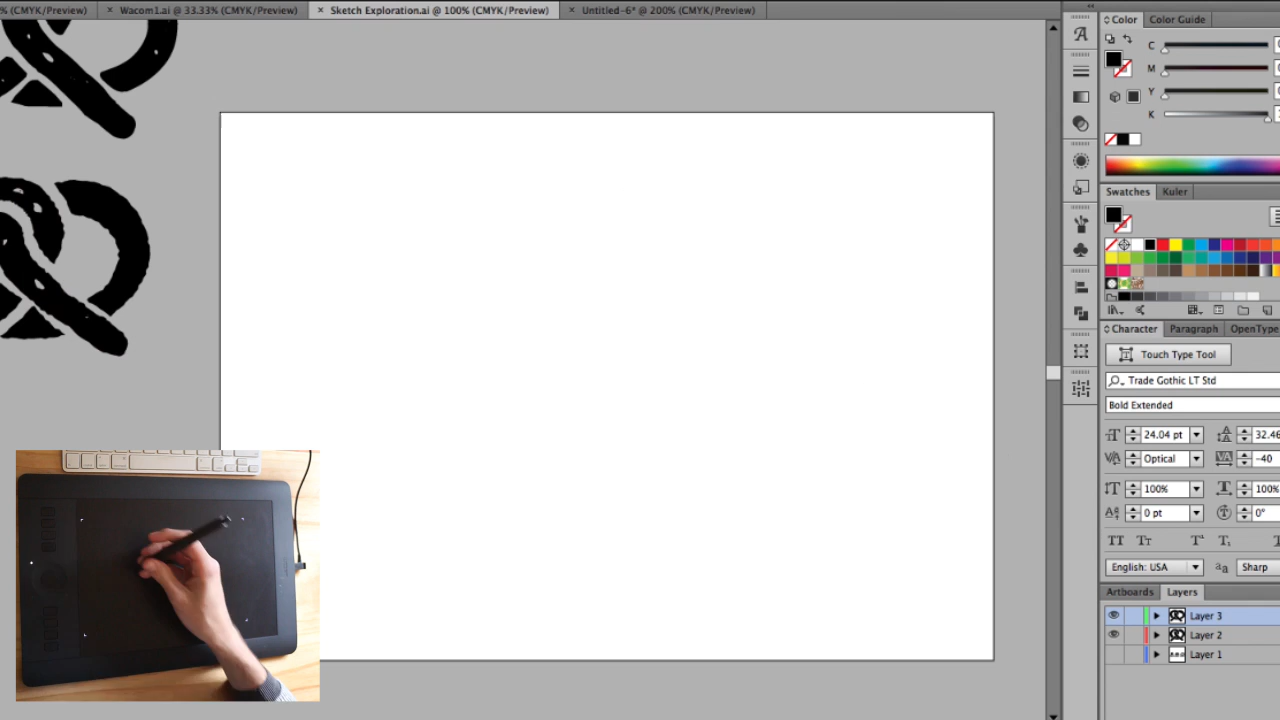 % (CMYK/Preview) × Wacom1.ai @ 33.33% (CMYK/Preview) × Sketch Exploration.ai @ 100% (CMYK/Preview) × Untitled-6* @ 200% (CMYK/Preview)
Color Color Guide
C
M
Y
K
Swatches Kuler
Character Paragraph OpenType
Touch Type Tool
Trade Gothic LT Std
Bold Extended
24.04 pt 32.46
Optical -40
100% 100%
0 pt 0°
English: USA Sharp
Artboards Layers
Layer 3
Layer 2
Layer 1